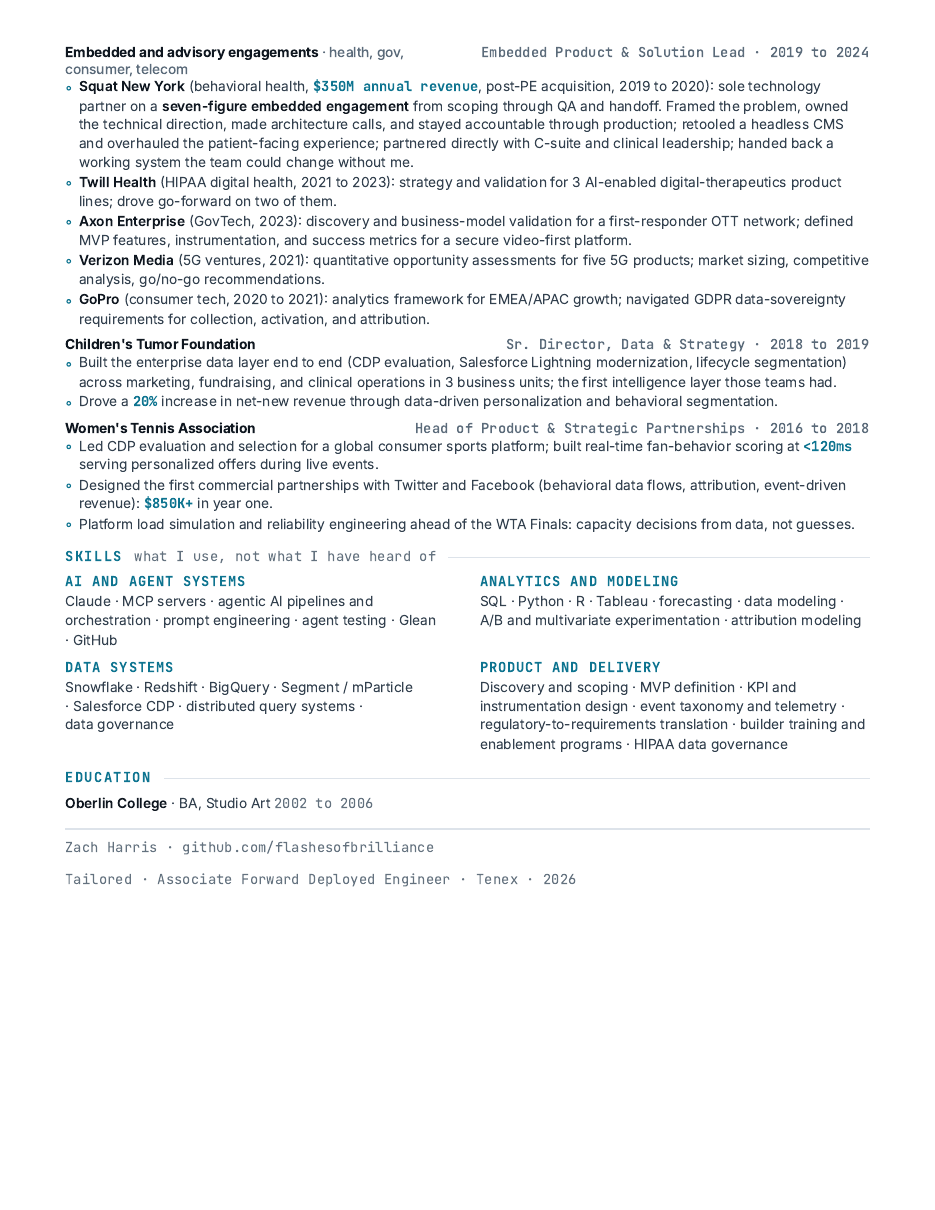 Embedded and advisory engagements · health, gov, consumer, telecom
Embedded Product & Solution Lead · 2019 to 2024
Squat New York (behavioral health, $350M annual revenue, post-PE acquisition, 2019 to 2020): sole technology
partner on a seven-figure embedded engagement from scoping through QA and handoff. Framed the problem, owned
the technical direction, made architecture calls, and stayed accountable through production; retooled a headless CMS
and overhauled the patient-facing experience; partnered directly with C-suite and clinical leadership; handed back a
working system the team could change without me.
Twill Health (HIPAA digital health, 2021 to 2023): strategy and validation for 3 AI-enabled digital-therapeutics product
lines; drove go-forward on two of them.
Axon Enterprise (GovTech, 2023): discovery and business-model validation for a first-responder OTT network; defined
MVP features, instrumentation, and success metrics for a secure video-first platform.
Verizon Media (5G ventures, 2021): quantitative opportunity assessments for five 5G products; market sizing, competitive
analysis, go/no-go recommendations.
GoPro (consumer tech, 2020 to 2021): analytics framework for EMEA/APAC growth; navigated GDPR data-sovereignty
requirements for collection, activation, and attribution.
Children's Tumor Foundation
Sr. Director, Data & Strategy · 2018 to 2019
Built the enterprise data layer end to end (CDP evaluation, Salesforce Lightning modernization, lifecycle segmentation)
across marketing, fundraising, and clinical operations in 3 business units; the first intelligence layer those teams had.
Drove a 20% increase in net-new revenue through data-driven personalization and behavioral segmentation.
Women's Tennis Association
Head of Product & Strategic Partnerships · 2016 to 2018
Led CDP evaluation and selection for a global consumer sports platform; built real-time fan-behavior scoring at <120ms
serving personalized offers during live events.
Designed the first commercial partnerships with Twitter and Facebook (behavioral data flows, attribution, event-driven
revenue): $850K+ in year one.
Platform load simulation and reliability engineering ahead of the WTA Finals: capacity decisions from data, not guesses.
SKILLS what I use, not what I have heard of
AI AND AGENT SYSTEMS
Claude · MCP servers · agentic AI pipelines and
orchestration · prompt engineering · agent testing · Glean
· GitHub
ANALYTICS AND MODELING
SQL · Python · R · Tableau · forecasting · data modeling ·
A/B and multivariate experimentation · attribution modeling
DATA SYSTEMS
Snowflake · Redshift · BigQuery · Segment / mParticle
· Salesforce CDP · distributed query systems ·
data governance
PRODUCT AND DELIVERY
Discovery and scoping · MVP definition · KPI and
instrumentation design · event taxonomy and telemetry ·
regulatory-to-requirements translation · builder training and
enablement programs · HIPAA data governance
EDUCATION
Oberlin College · BA, Studio Art 2002 to 2006
Zach Harris · github.com/flashesofbrilliance
Tailored · Associate Forward Deployed Engineer · Tenex · 2026